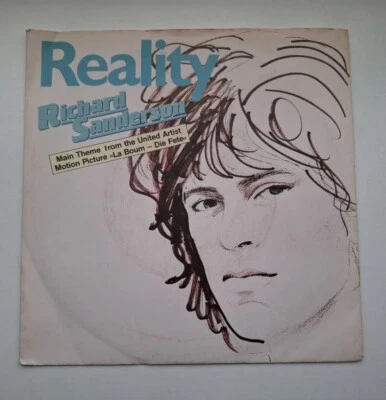 Reality
Richard
Sanderson
Main Theme from the United Artist
Motion Picture »La Boum – Die Fete«